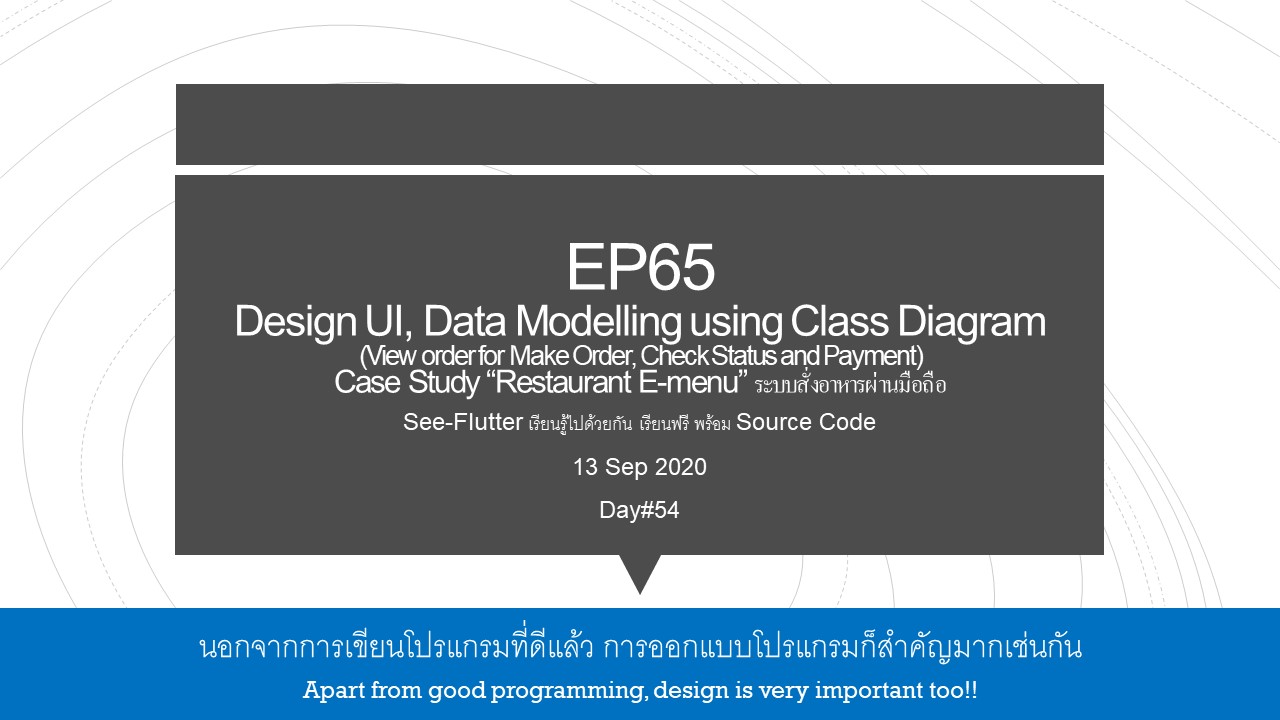 EP65
Design UI, Data Modelling using Class Diagram
(View order for Make Order, Check Status and Payment)
Case Study “Restaurant E-menu” ระบบสั่งอาหารผ่านมือถือ
See-Flutter เรียนรู้ไปด้วยกัน เรียนฟรี พร้อม Source Code
13 Sep 2020
Day#54
นอกจากการเขียนโปรแกรมที่ดีแล้ว การออกแบบโปรแกรมก็สำคัญมากเช่นกัน
Apart from good programming, design is very important too!!